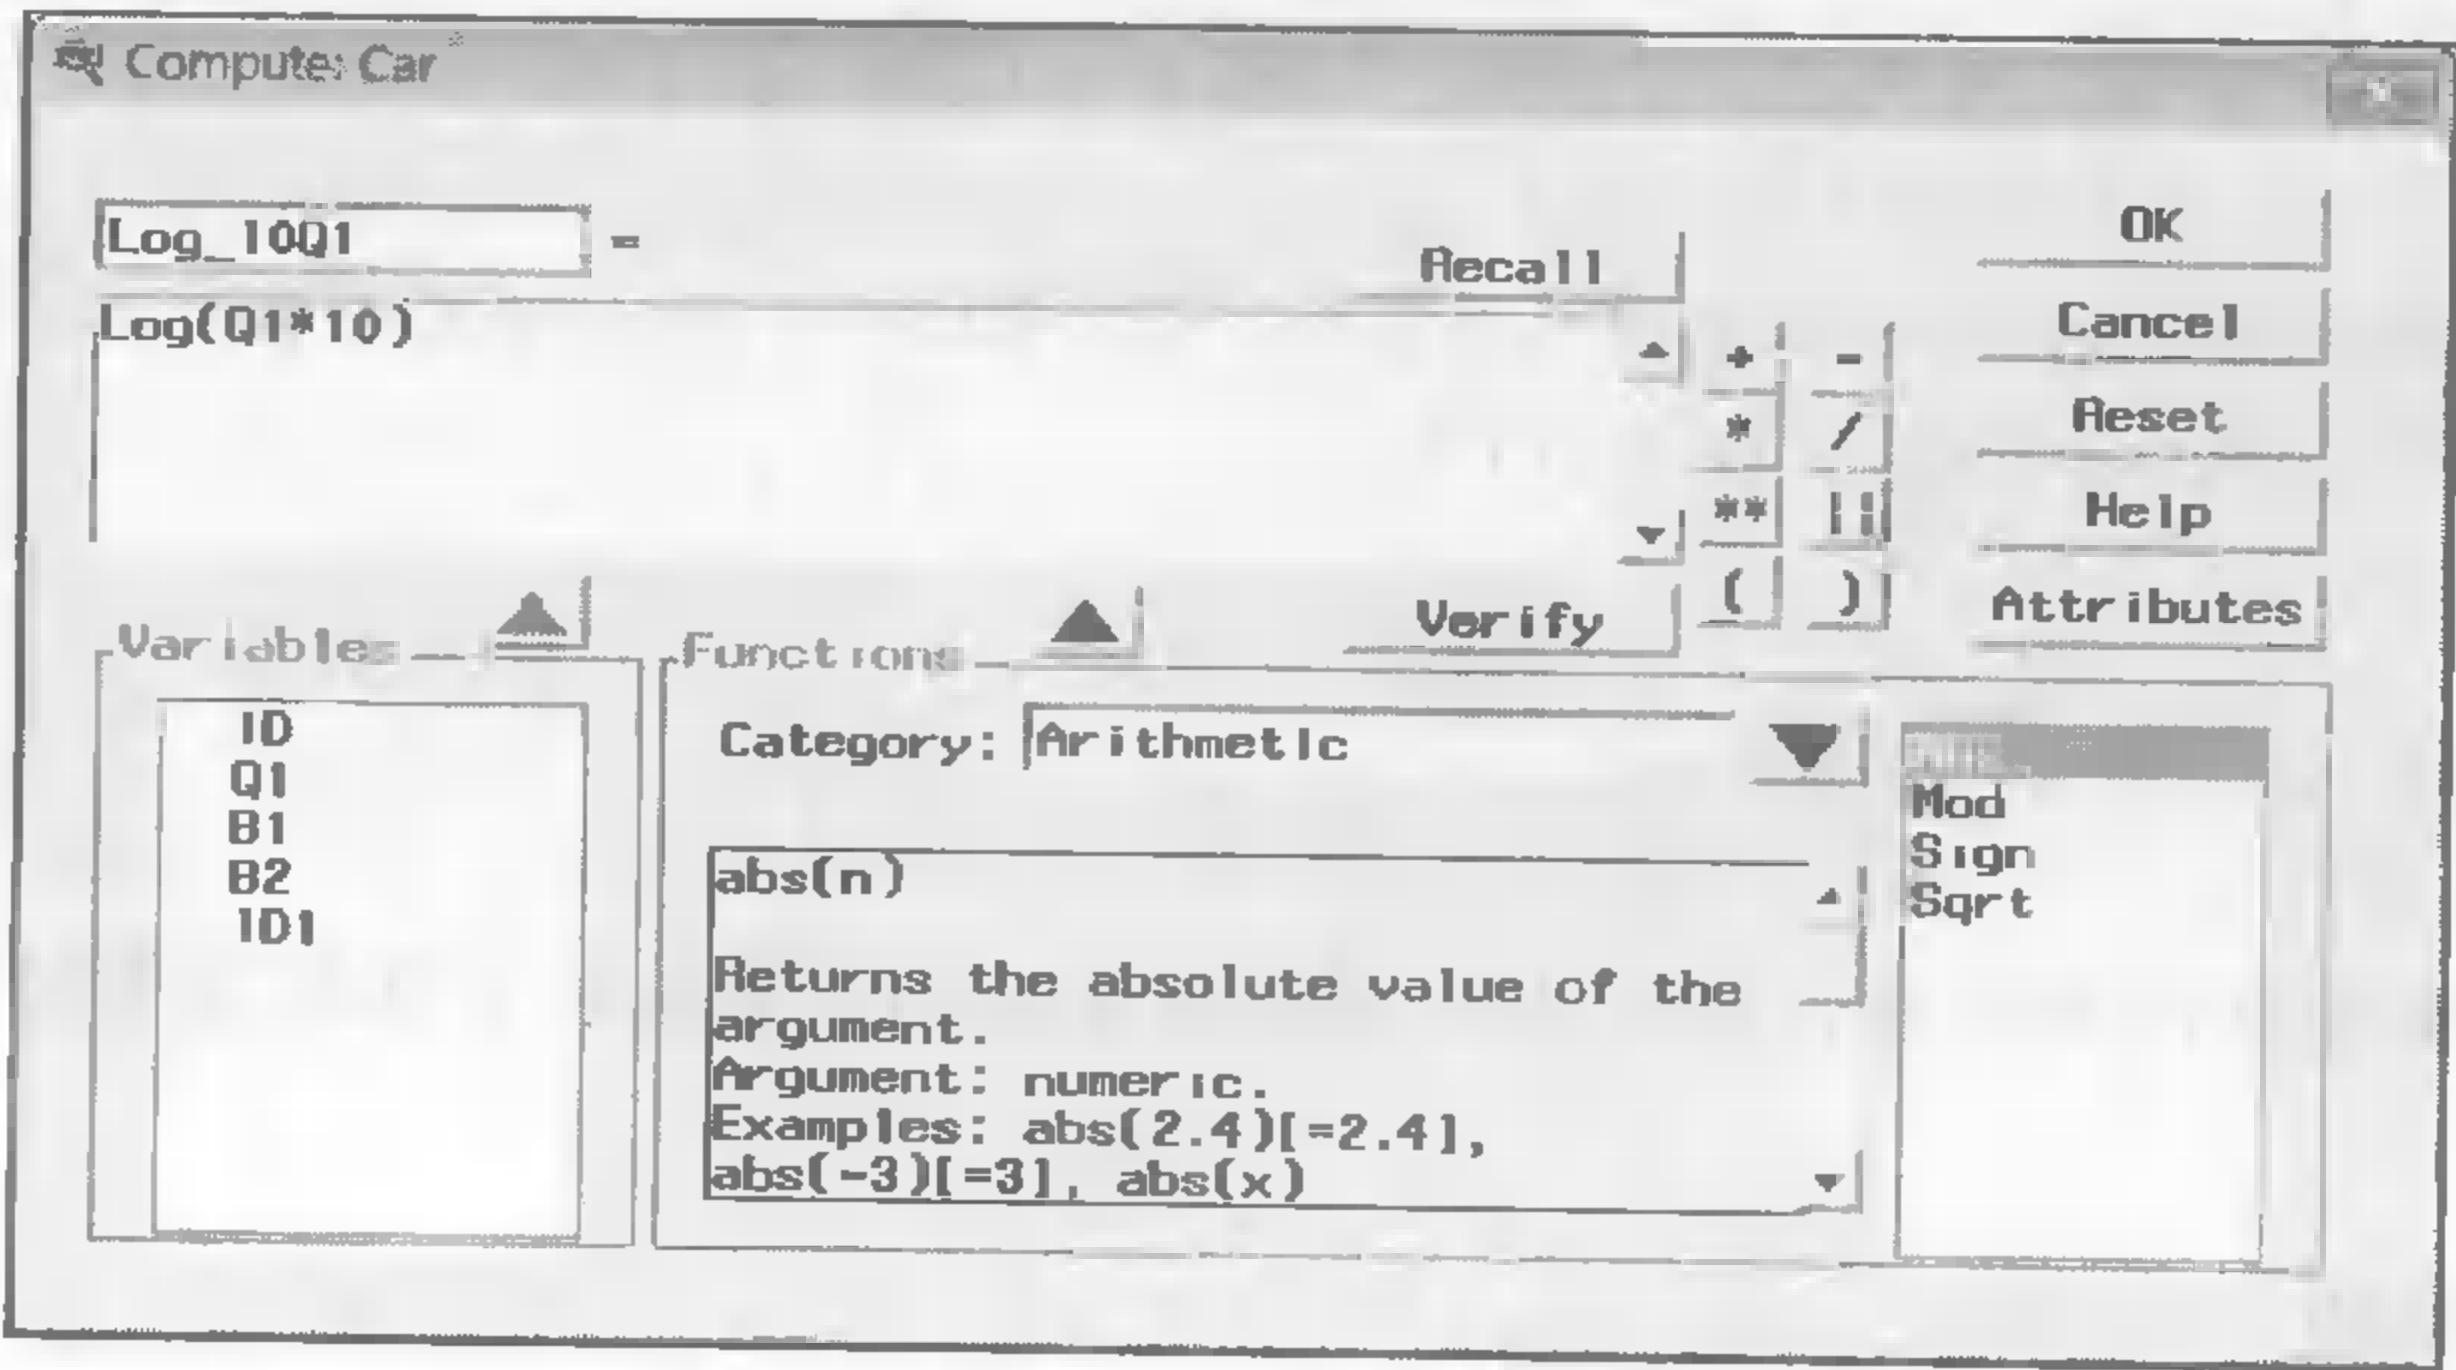 Compute: Car
Log_10Q1 =
Recall
OK
Log(Q1*10)
Cancel
+ -
Reset
* /
Help
** ||
( )
Verify
Attributes
Variables
Functions
ID
Q1
B1
B2
ID1
Category: Arithmetic
Mod
Sign
Sqrt
abs(n)
Returns the absolute value of the
argument.
Argument: numeric.
Examples: abs(2.4)[=2.4],
abs(-3)[=3], abs(x)